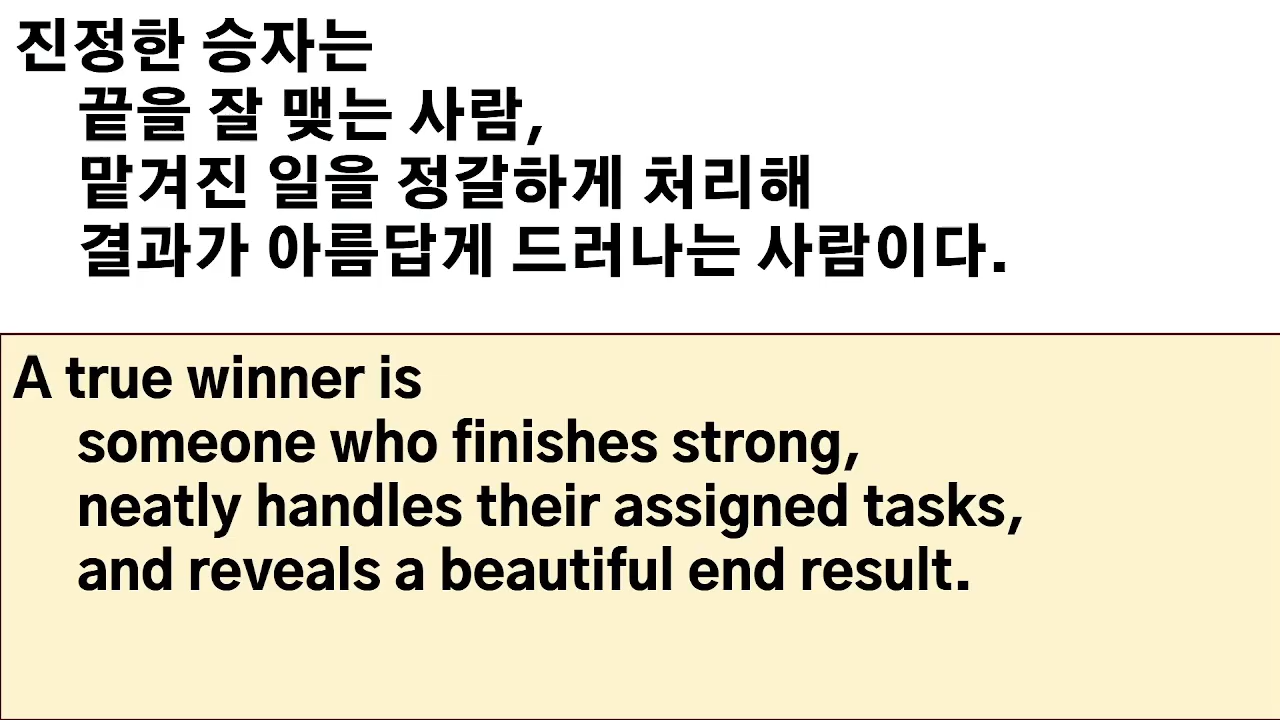 진정한 승자는
끝을 잘 맺는 사람,
맡겨진 일을 정갈하게 처리해
결과가 아름답게 드러나는 사람이다.
A true winner is
someone who finishes strong,
neatly handles their assigned tasks,
and reveals a beautiful end result.